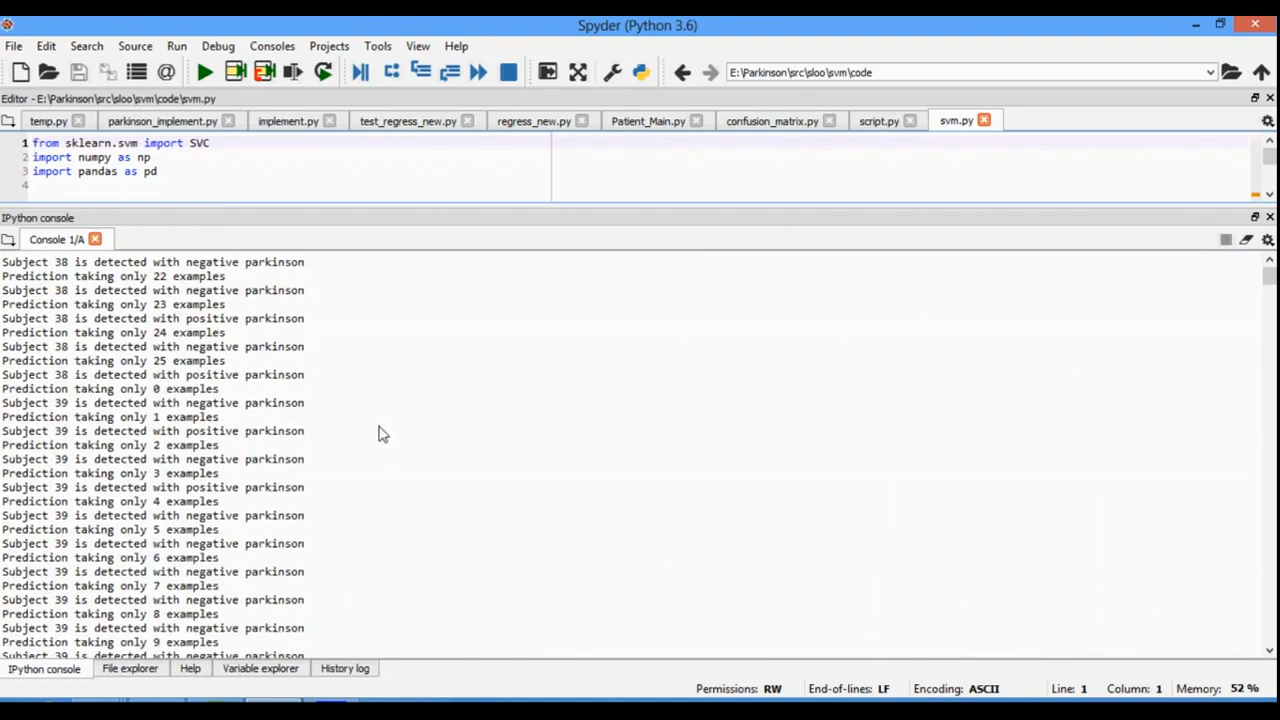 Spyder (Python 3.6)
File Edit Search Source Run Debug Consoles Projects Tools View Help
E:\Parkinson\src\sloo\svm\code
Editor - E:\Parkinson\src\sloo\svm\code\svm.py
temp.py parkinson_implement.py implement.py test_regress_new.py regress_new.py Patient_Main.py confusion_matrix.py script.py svm.py
1 from sklearn.svm import SVC
2 import numpy as np
3 import pandas as pd
4
IPython console
Console 1/A
Subject 38 is detected with negative parkinson
Prediction taking only 22 examples
Subject 38 is detected with negative parkinson
Prediction taking only 23 examples
Subject 38 is detected with positive parkinson
Prediction taking only 24 examples
Subject 38 is detected with negative parkinson
Prediction taking only 25 examples
Subject 38 is detected with positive parkinson
Prediction taking only 0 examples
Subject 39 is detected with negative parkinson
Prediction taking only 1 examples
Subject 39 is detected with positive parkinson
Prediction taking only 2 examples
Subject 39 is detected with negative parkinson
Prediction taking only 3 examples
Subject 39 is detected with positive parkinson
Prediction taking only 4 examples
Subject 39 is detected with negative parkinson
Prediction taking only 5 examples
Subject 39 is detected with negative parkinson
Prediction taking only 6 examples
Subject 39 is detected with negative parkinson
Prediction taking only 7 examples
Subject 39 is detected with negative parkinson
Prediction taking only 8 examples
Subject 39 is detected with negative parkinson
Prediction taking only 9 examples
Subject 39 is detected with negative parkinson
IPython console File explorer Help Variable explorer History log
Permissions: RW End-of-lines: LF Encoding: ASCII Line: 1 Column: 1 Memory: 52 %